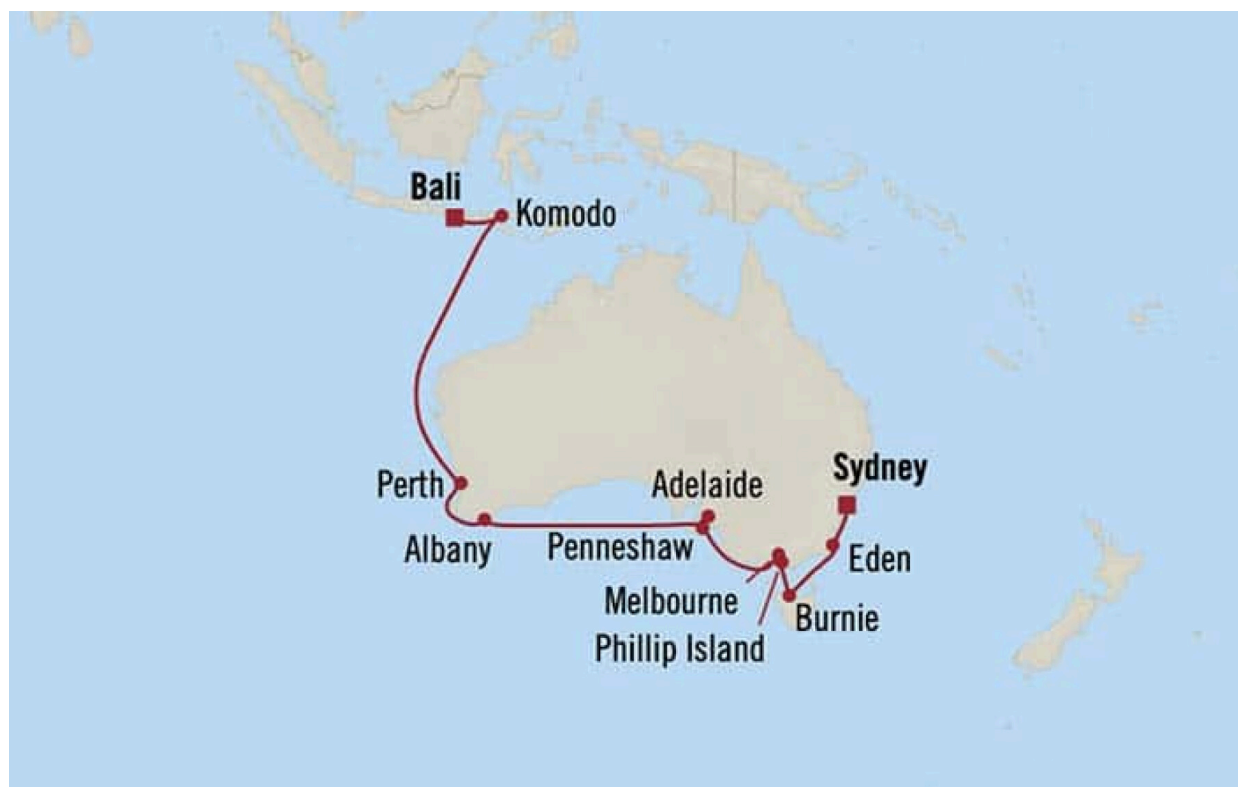 Bali
Komodo
Perth
Albany
Adelaide
Penneshaw
Sydney
Eden
Melbourne
Burnie
Phillip Island